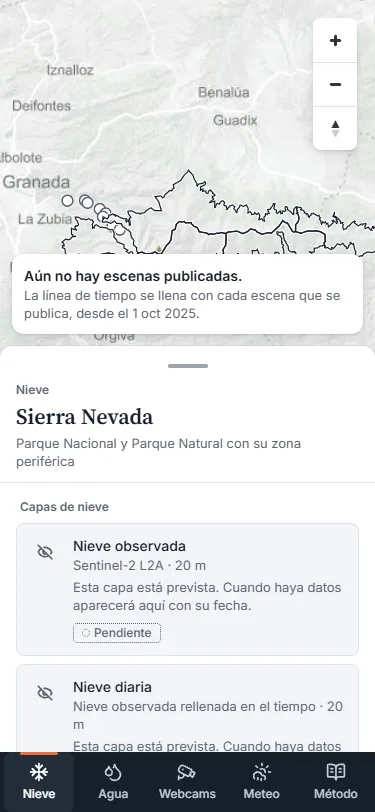 +
−
Iznalloz
Benalúa
Deifontes
Guadix
lbolote
Granada
La Zubia
Aún no hay escenas publicadas.
La línea de tiempo se llena con cada escena que se
publica, desde el 1 oct 2025.
Órgiva
Nieve
Sierra Nevada
Parque Nacional y Parque Natural con su zona
periférica
Capas de nieve
Nieve observada
Sentinel-2 L2A · 20 m
Esta capa está prevista. Cuando haya datos
aparecerá aquí con su fecha.
Pendiente
Nieve diaria
Nieve observada rellenada en el tiempo · 20
m
Esta capa está prevista. Cuando haya datos
Nieve
Agua
Webcams
Meteo
Método